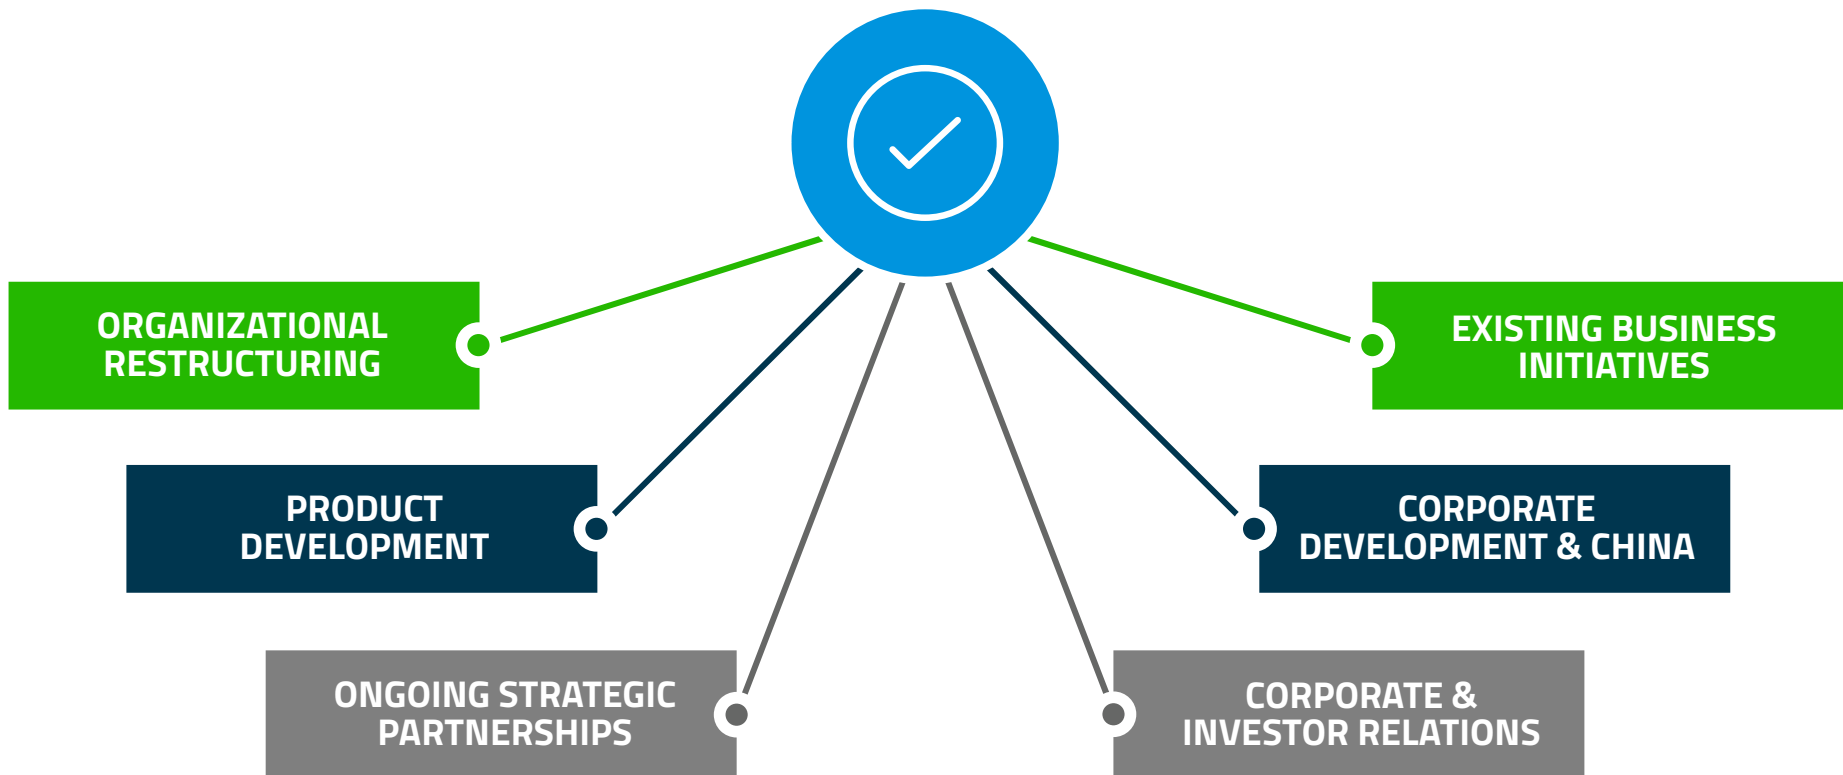 ORGANIZATIONAL
RESTRUCTURING
EXISTING BUSINESS
INITIATIVES
PRODUCT
DEVELOPMENT
CORPORATE
DEVELOPMENT & CHINA
ONGOING STRATEGIC
PARTNERSHIPS
CORPORATE &
INVESTOR RELATIONS